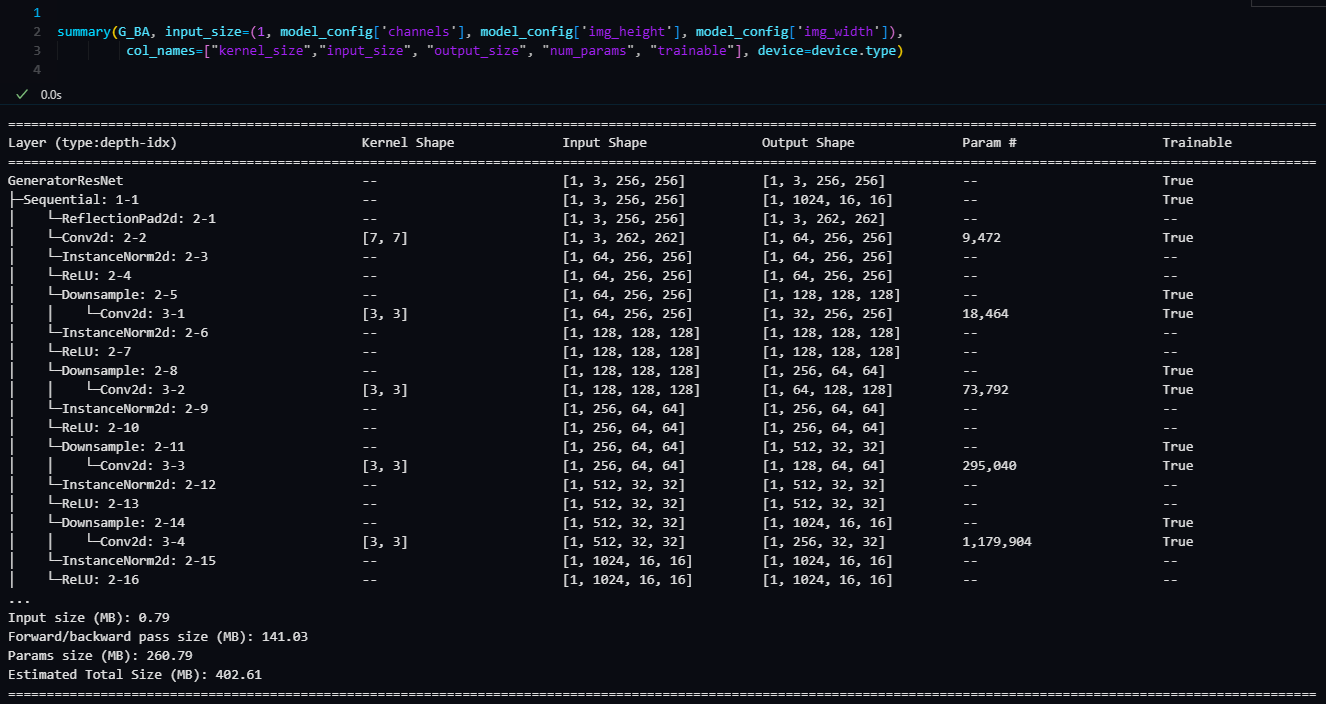 1
2 summary(G_BA, input_size=(1, model_config['channels'], model_config['img_height'], model_config['img_width']),
3 col_names=["kernel_size","input_size", "output_size", "num_params", "trainable"], device=device.type)
4
✓ 0.0s
==========================================================================================
Layer (type:depth-idx) Kernel Shape Input Shape Output Shape Param # Trainable
==========================================================================================
GeneratorResNet -- [1, 3, 256, 256] [1, 3, 256, 256] -- True
├─Sequential: 1-1 -- [1, 3, 256, 256] [1, 1024, 16, 16] -- True
│ └─ReflectionPad2d: 2-1 -- [1, 3, 256, 256] [1, 3, 262, 262] -- --
│ └─Conv2d: 2-2 [7, 7] [1, 3, 262, 262] [1, 64, 256, 256] 9,472 True
│ └─InstanceNorm2d: 2-3 -- [1, 64, 256, 256] [1, 64, 256, 256] -- --
│ └─ReLU: 2-4 -- [1, 64, 256, 256] [1, 64, 256, 256] -- --
│ └─Downsample: 2-5 -- [1, 64, 256, 256] [1, 128, 128, 128] -- True
│ │ └─Conv2d: 3-1 [3, 3] [1, 64, 256, 256] [1, 32, 256, 256] 18,464 True
│ └─InstanceNorm2d: 2-6 -- [1, 128, 128, 128] [1, 128, 128, 128] -- --
│ └─ReLU: 2-7 -- [1, 128, 128, 128] [1, 128, 128, 128] -- --
│ └─Downsample: 2-8 -- [1, 128, 128, 128] [1, 256, 64, 64] -- True
│ │ └─Conv2d: 3-2 [3, 3] [1, 128, 128, 128] [1, 64, 128, 128] 73,792 True
│ └─InstanceNorm2d: 2-9 -- [1, 256, 64, 64] [1, 256, 64, 64] -- --
│ └─ReLU: 2-10 -- [1, 256, 64, 64] [1, 256, 64, 64] -- --
│ └─Downsample: 2-11 -- [1, 256, 64, 64] [1, 512, 32, 32] -- True
│ │ └─Conv2d: 3-3 [3, 3] [1, 256, 64, 64] [1, 128, 64, 64] 295,040 True
│ └─InstanceNorm2d: 2-12 -- [1, 512, 32, 32] [1, 512, 32, 32] -- --
│ └─ReLU: 2-13 -- [1, 512, 32, 32] [1, 512, 32, 32] -- --
│ └─Downsample: 2-14 -- [1, 512, 32, 32] [1, 1024, 16, 16] -- True
│ │ └─Conv2d: 3-4 [3, 3] [1, 512, 32, 32] [1, 256, 32, 32] 1,179,904 True
│ └─InstanceNorm2d: 2-15 -- [1, 1024, 16, 16] [1, 1024, 16, 16] -- --
│ └─ReLU: 2-16 -- [1, 1024, 16, 16] [1, 1024, 16, 16] -- --
...
Input size (MB): 0.79
Forward/backward pass size (MB): 141.03
Params size (MB): 260.79
Estimated Total Size (MB): 402.61
==========================================================================================